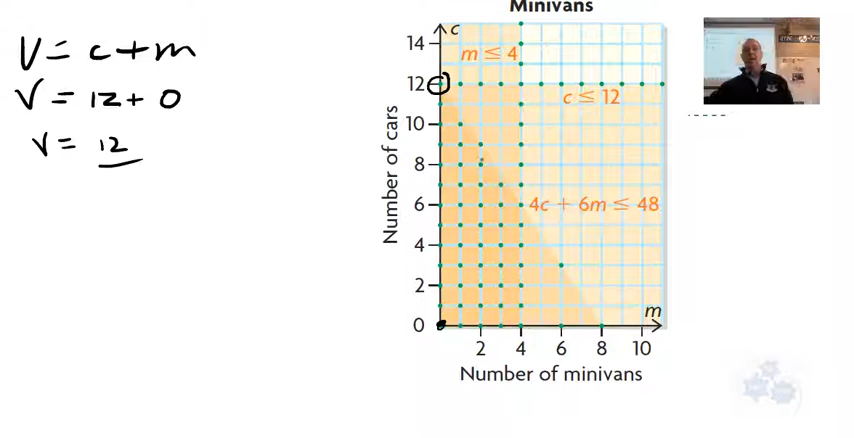 Minivans
V = c + m
V = 12 + 0
V = 12
c
14
12
10
8
6
4
2
0
m ≤ 4
c ≤ 12
4c + 6m ≤ 48
m
2 4 6 8 10
Number of cars
Number of minivans